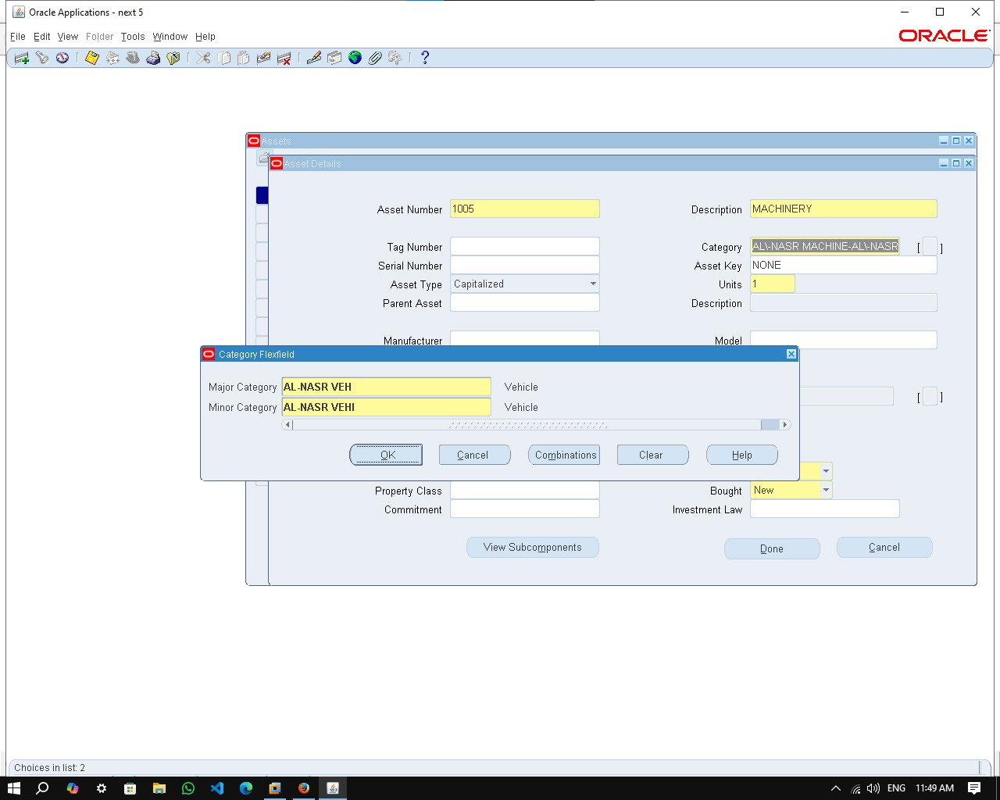 Oracle Applications - next 5
File Edit View Folder Tools Window Help
ORACLE
Assets
Asset Details
Asset Number 1005 Description MACHINERY
Tag Number Category AL\-NASR MACHINE-AL\-NASR [ ]
Serial Number Asset Key NONE
Asset Type Capitalized Units 1
Parent Asset Description
Manufacturer Model
Category Flexfield
Major Category AL-NASR VEH Vehicle
Minor Category AL-NASR VEHI Vehicle
[ ]
OK Cancel Combinations Clear Help
Property Class Bought New
Commitment Investment Law
View Subcomponents Done Cancel
Choices in list: 2
ENG 11:49 AM